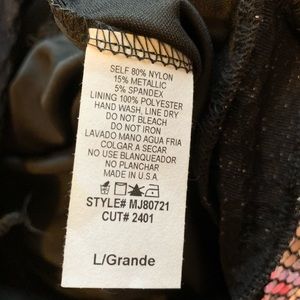 SELF 80% NYLON
15% METALLIC
5% SPANDEX
LINING 100% POLYESTER
HAND WASH, LINE DRY
DO NOT BLEACH
DO NOT IRON
LAVADO MANO AGUA FRIA
COLGAR A SECAR
NO USE BLANQUEADOR
NO PLANCHAR
MADE IN U.S.A
STYLE# MJ80721
CUT# 2401
L/Grande